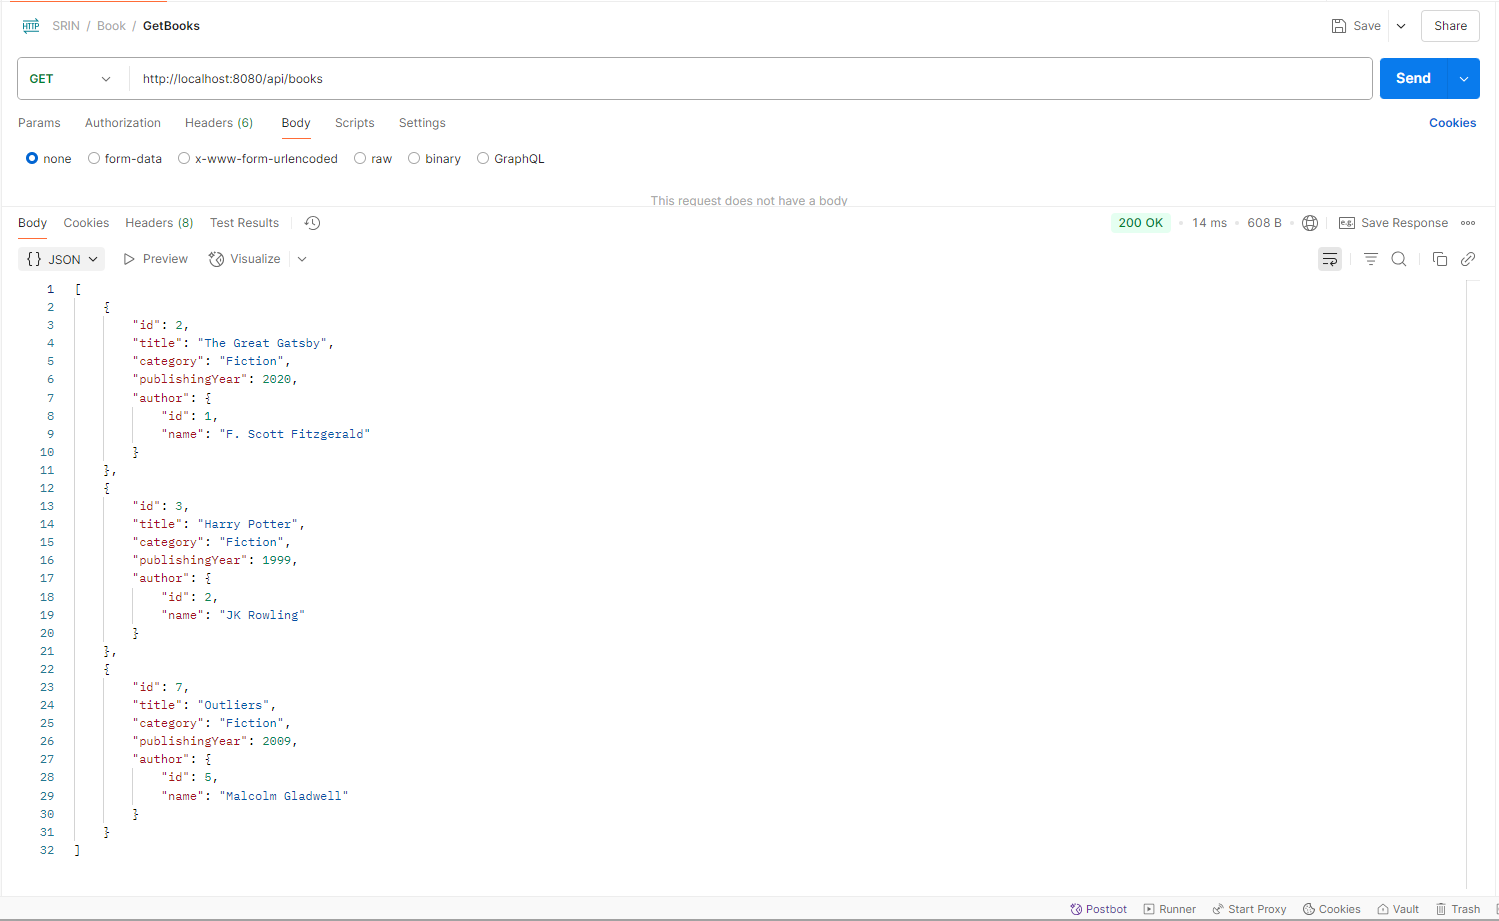 HTTP SRIN / Book / GetBooks Save Share
GET http://localhost:8080/api/books Send
Params Authorization Headers (6) Body Scripts Settings Cookies
none form-data x-www-form-urlencoded raw binary GraphQL
This request does not have a body
Body Cookies Headers (8) Test Results 200 OK • 14 ms • 608 B • e.g. Save Response
{} JSON Preview Visualize
1 [
2 {
3 "id": 2,
4 "title": "The Great Gatsby",
5 "category": "Fiction",
6 "publishingYear": 2020,
7 "author": {
8 "id": 1,
9 "name": "F. Scott Fitzgerald"
10 }
11 },
12 {
13 "id": 3,
14 "title": "Harry Potter",
15 "category": "Fiction",
16 "publishingYear": 1999,
17 "author": {
18 "id": 2,
19 "name": "JK Rowling"
20 }
21 },
22 {
23 "id": 7,
24 "title": "Outliers",
25 "category": "Fiction",
26 "publishingYear": 2009,
27 "author": {
28 "id": 5,
29 "name": "Malcolm Gladwell"
30 }
31 }
32 ]
Postbot Runner Start Proxy Cookies Vault Trash